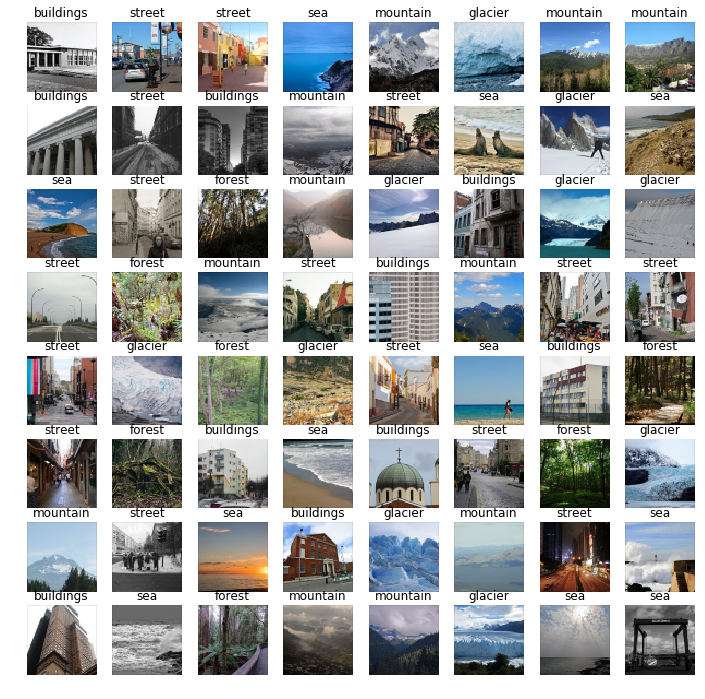 buildings street street sea mountain glacier mountain mountain
buildings street buildings mountain street sea glacier sea
sea street forest mountain glacier buildings glacier glacier
street forest mountain street buildings mountain street street
street glacier forest glacier street sea buildings forest
street forest buildings sea buildings street forest glacier
mountain street sea buildings glacier mountain street sea
buildings sea forest mountain mountain glacier sea sea